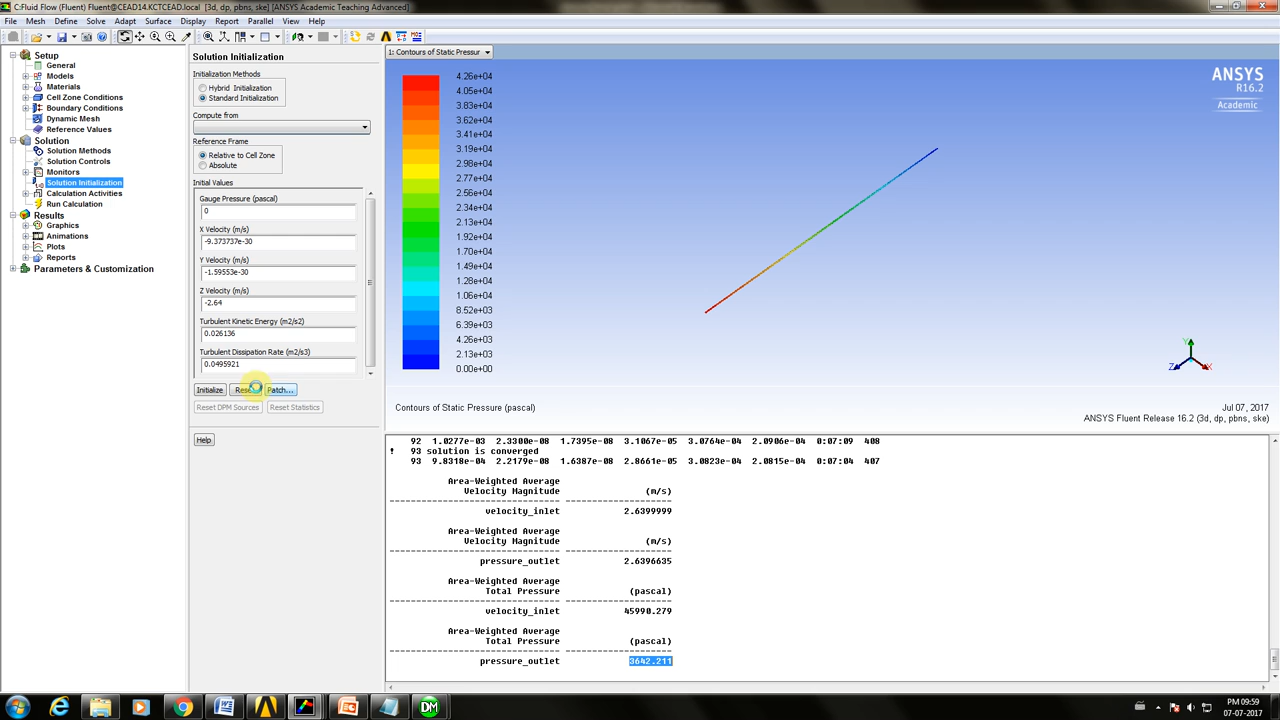 C:Fluid Flow (Fluent) Fluent@CEAD14.KCTCEAD.local [3d, dp, pbns, ske] [ANSYS Academic Teaching Advanced]
File Mesh Define Solve Adapt Surface Display Report Parallel View Help
Setup
General
Models
Materials
Cell Zone Conditions
Boundary Conditions
Dynamic Mesh
Reference Values
Solution
Solution Methods
Solution Controls
Monitors
Solution Initialization
Calculation Activities
Run Calculation
Results
Graphics
Animations
Plots
Reports
Parameters & Customization
Solution Initialization
Initialization Methods
Hybrid Initialization
Standard Initialization
Compute from
Reference Frame
Relative to Cell Zone
Absolute
Initial Values
Gauge Pressure (pascal)
0
X Velocity (m/s)
-9.373737e-30
Y Velocity (m/s)
-1.59553e-30
Z Velocity (m/s)
-2.64
Turbulent Kinetic Energy (m2/s2)
0.026136
Turbulent Dissipation Rate (m2/s3)
0.0495921
Initialize Reset Patch...
Reset DPM Sources Reset Statistics
Help
1: Contours of Static Pressur
4.26e+04
4.05e+04
3.83e+04
3.62e+04
3.41e+04
3.19e+04
2.98e+04
2.77e+04
2.56e+04
2.34e+04
2.13e+04
1.92e+04
1.70e+04
1.49e+04
1.28e+04
1.06e+04
8.52e+03
6.39e+03
4.26e+03
2.13e+03
0.00e+00
ANSYS
R16.2
Academic
Y
Z X
Contours of Static Pressure (pascal)
Jul 07, 2017
ANSYS Fluent Release 16.2 (3d, dp, pbns, ske)
92 1.0277e-03 2.3300e-08 1.7395e-08 3.1067e-05 3.0764e-04 2.0906e-04 0:07:09 408
! 93 solution is converged
93 9.8318e-04 2.2179e-08 1.6387e-08 2.8661e-05 3.0823e-04 2.0815e-04 0:07:04 407
Area-Weighted Average
Velocity Magnitude (m/s)
-------------------------------- --------------------
velocity_inlet 2.6399999
Area-Weighted Average
Velocity Magnitude (m/s)
-------------------------------- --------------------
pressure_outlet 2.6396635
Area-Weighted Average
Total Pressure (pascal)
-------------------------------- --------------------
velocity_inlet 45990.279
Area-Weighted Average
Total Pressure (pascal)
-------------------------------- --------------------
pressure_outlet 3642.211
PM 09:59
07-07-2017